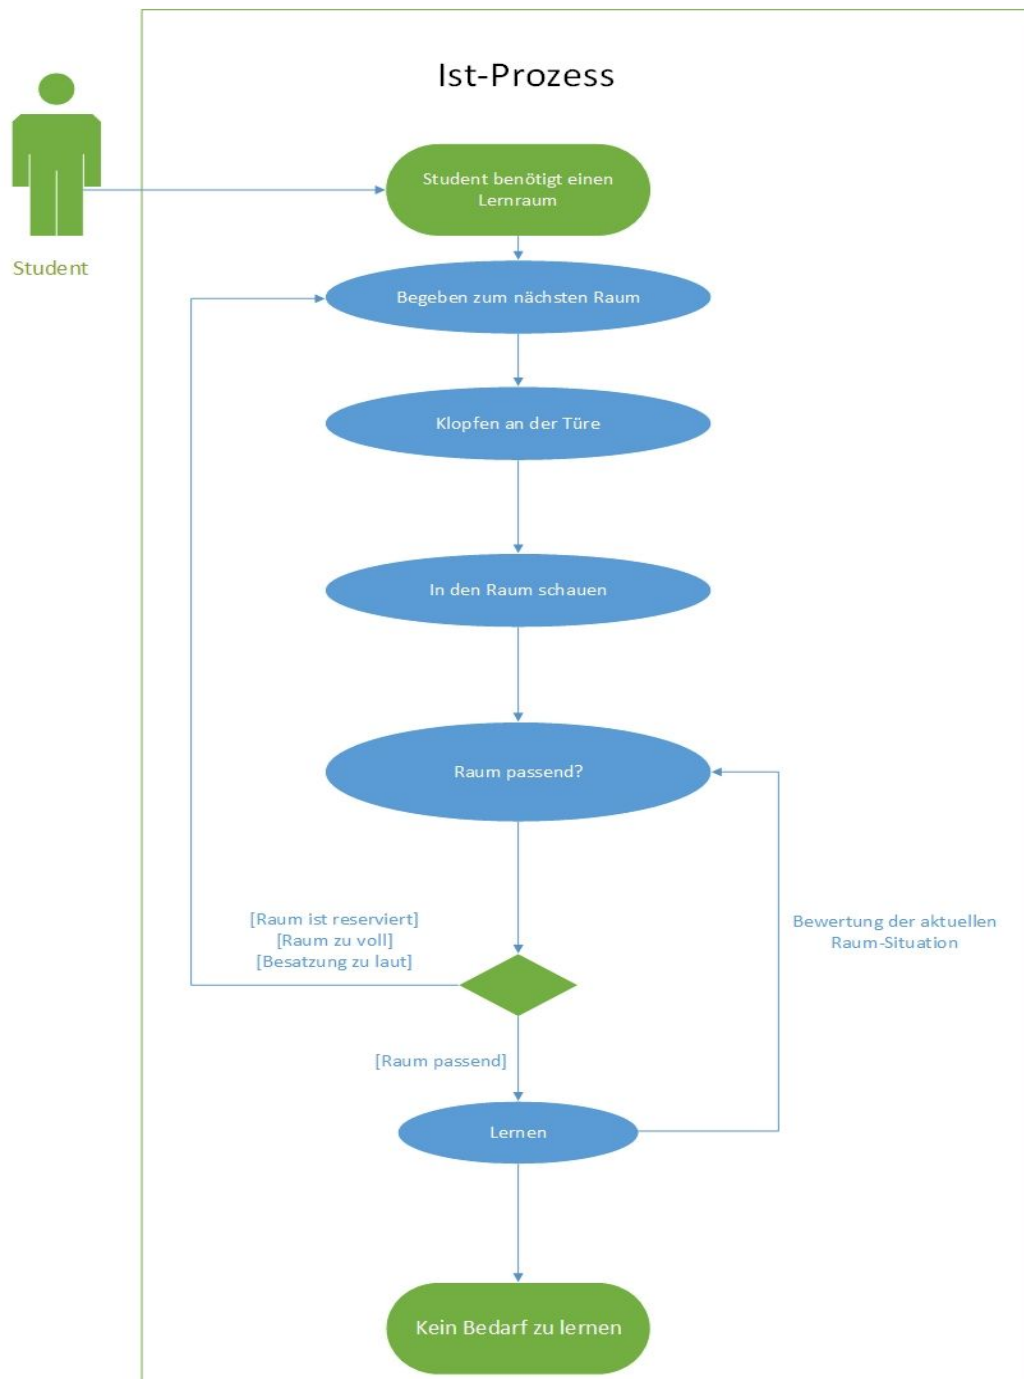 Ist-Prozess
Student benötigt einen
Lernraum
Student
Begeben zum nächsten Raum
Klopfen an der Türe
In den Raum schauen
Raum passend?
[Raum ist reserviert]
[Raum zu voll]
[Besatzung zu laut]
Bewertung der aktuellen
Raum-Situation
[Raum passend]
Lernen
Kein Bedarf zu lernen